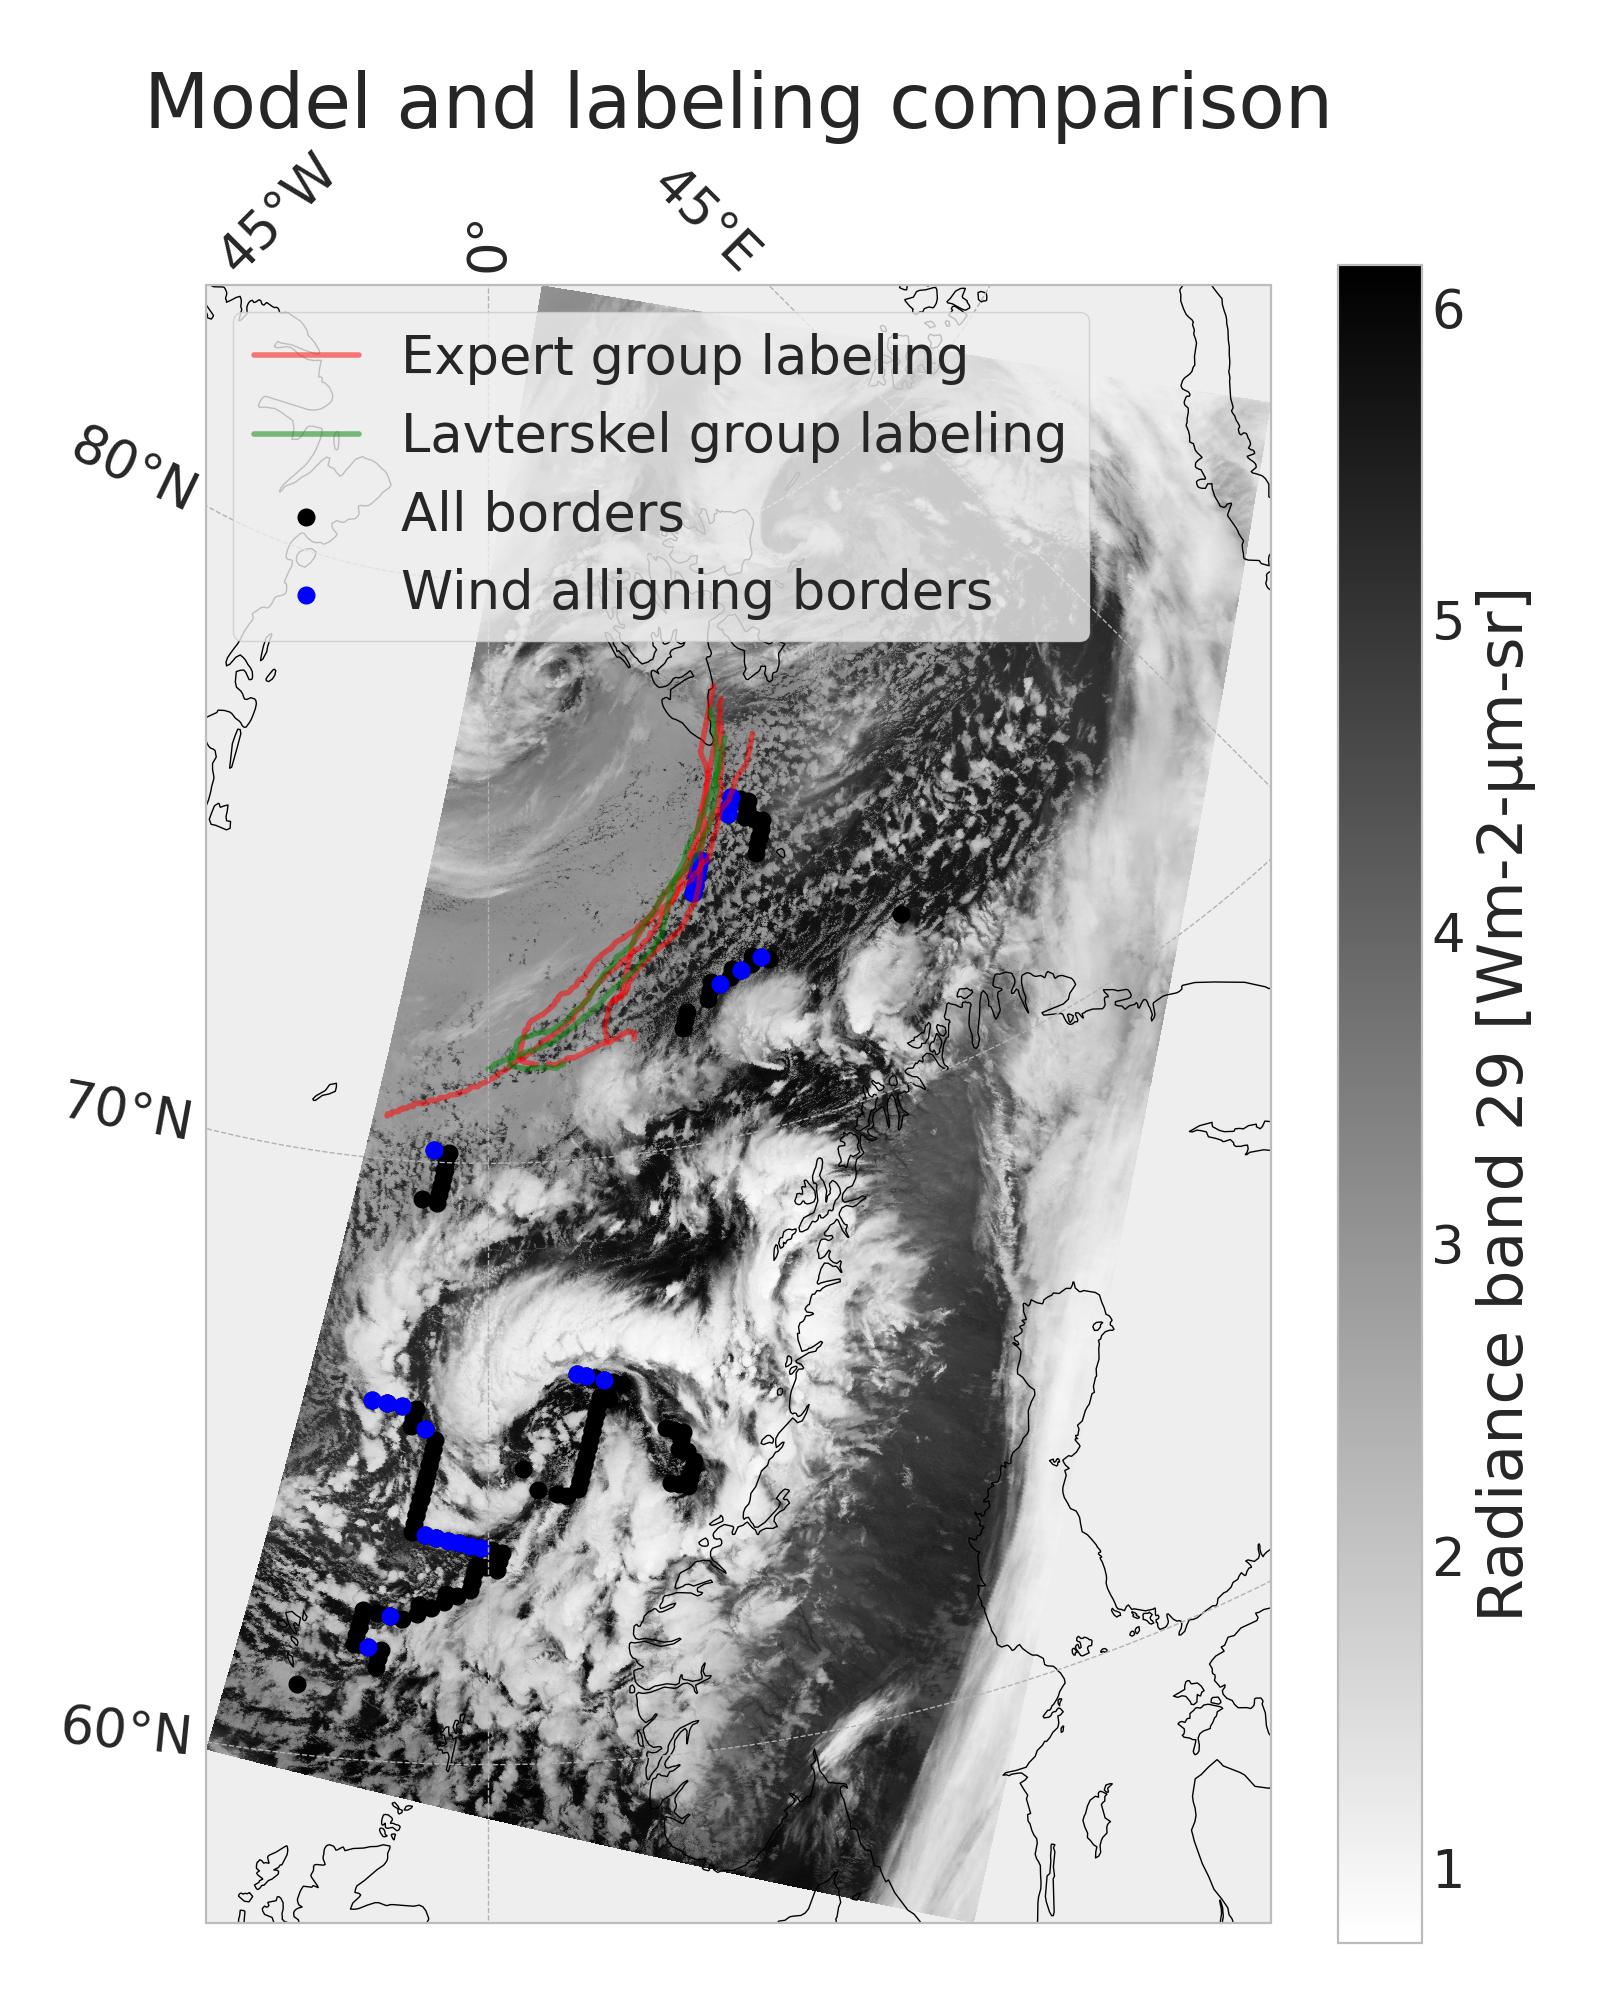 Model and labeling comparison
45°W
0°
45°E
80°N
70°N
60°N
Expert group labeling
Lavterskel group labeling
All borders
Wind alligning borders
6
5
4
3
2
1
Radiance band 29 [Wm-2-µm-sr]